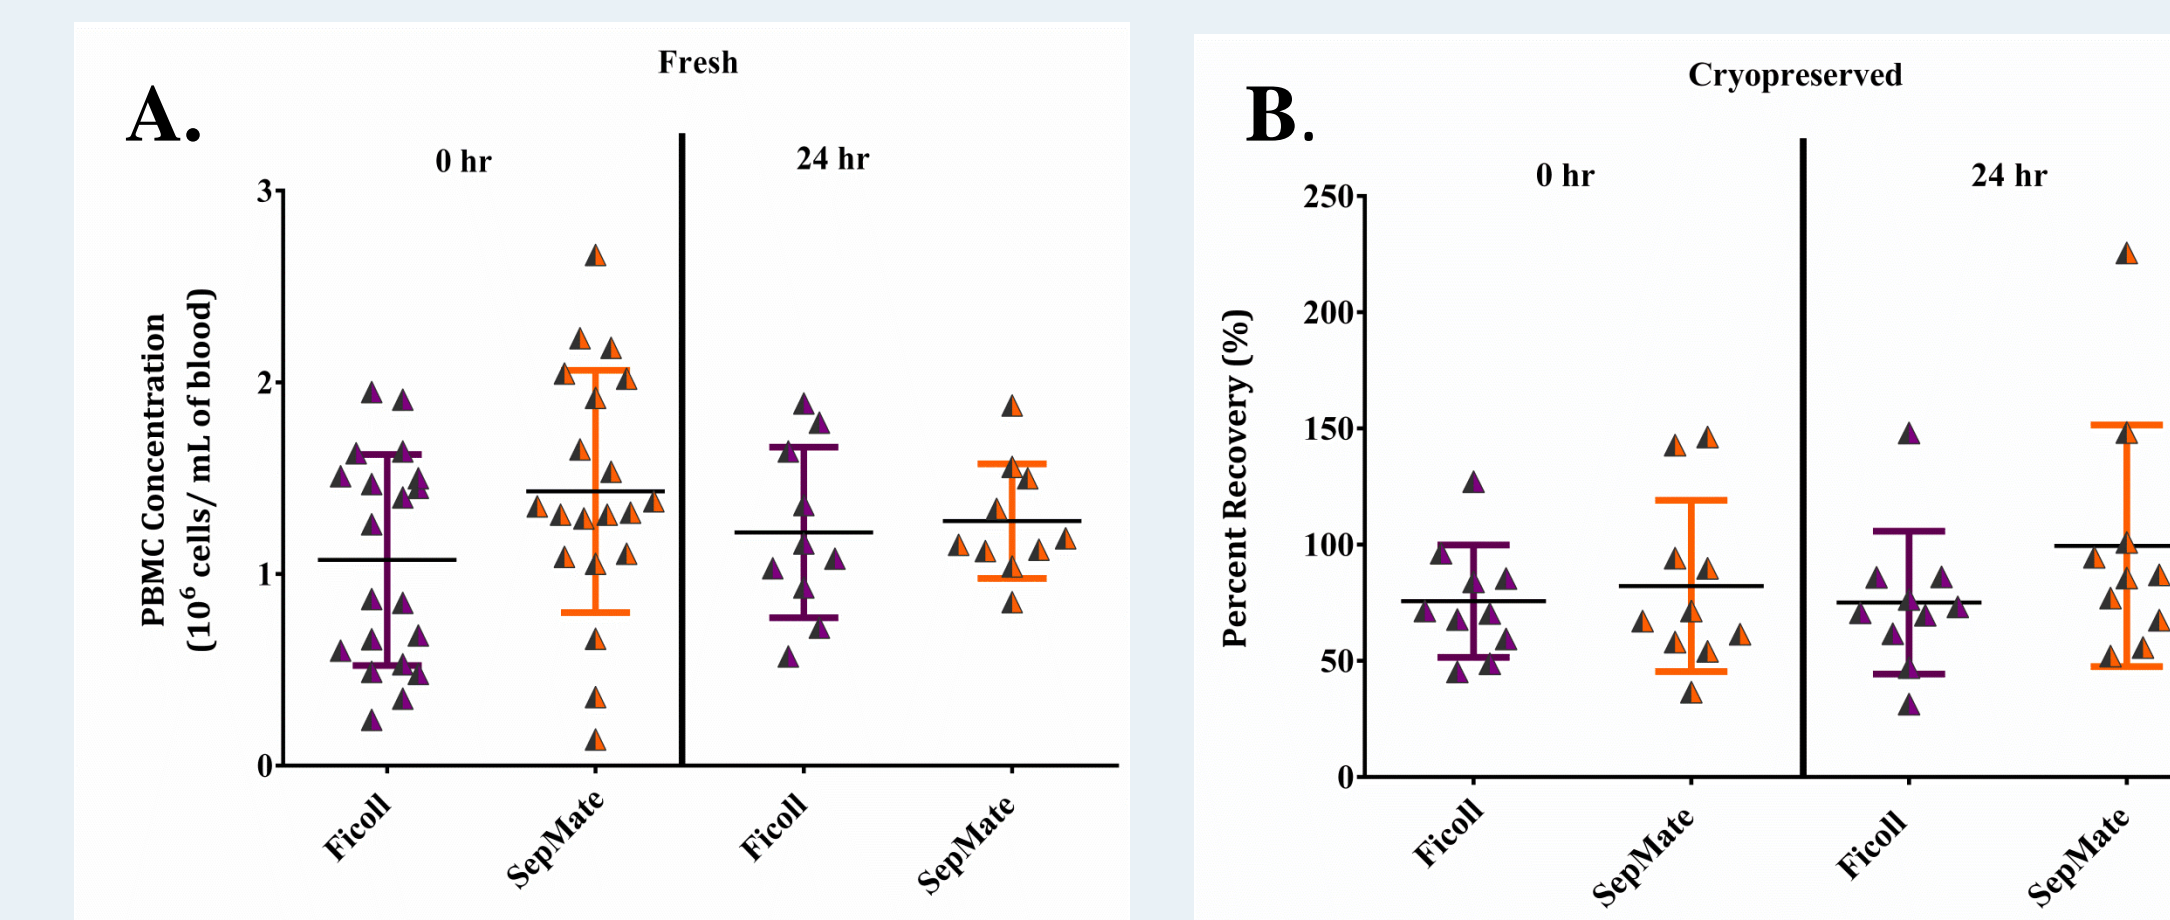 Fresh
A.
0 hr
24 hr
PBMC Concentration
(10⁶ cells/ mL of blood)
3
2
1
0
Ficoll
SepMate
Ficoll
SepMate
Cryopreserved
B.
0 hr
24 hr
Percent Recovery (%)
250
200
150
100
50
0
Ficoll
SepMate
Ficoll
SepMate